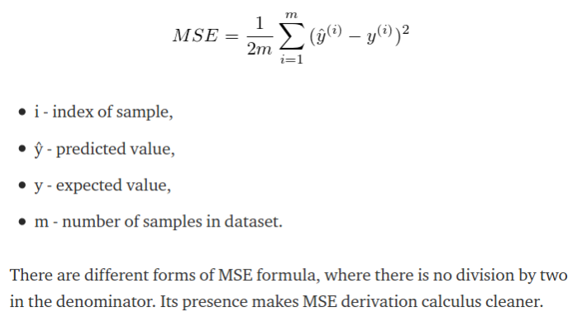 MSE = \frac{1}{2m} \sum_{i=1}^{m} (ŷ^{(i)} − y^{(i)})^2
• i - index of sample,
• ŷ - predicted value,
• y - expected value,
• m - number of samples in dataset.
There are different forms of MSE formula, where there is no division by two
in the denominator. Its presence makes MSE derivation calculus cleaner.